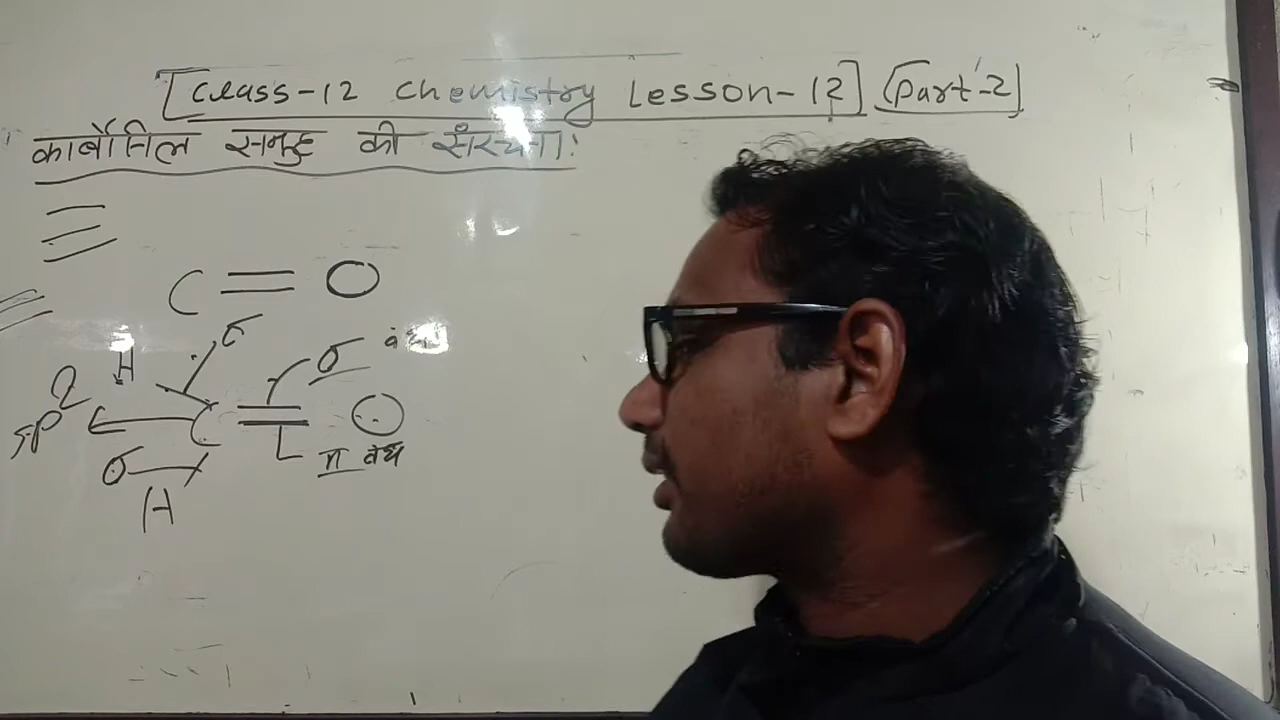 [Class-12 Chemistry Lesson-12] [Part-2]
कार्बोनिल समुह की संरचना:
C = O
σ
H σ बंध
sp2 C = O
σ π बंध
H